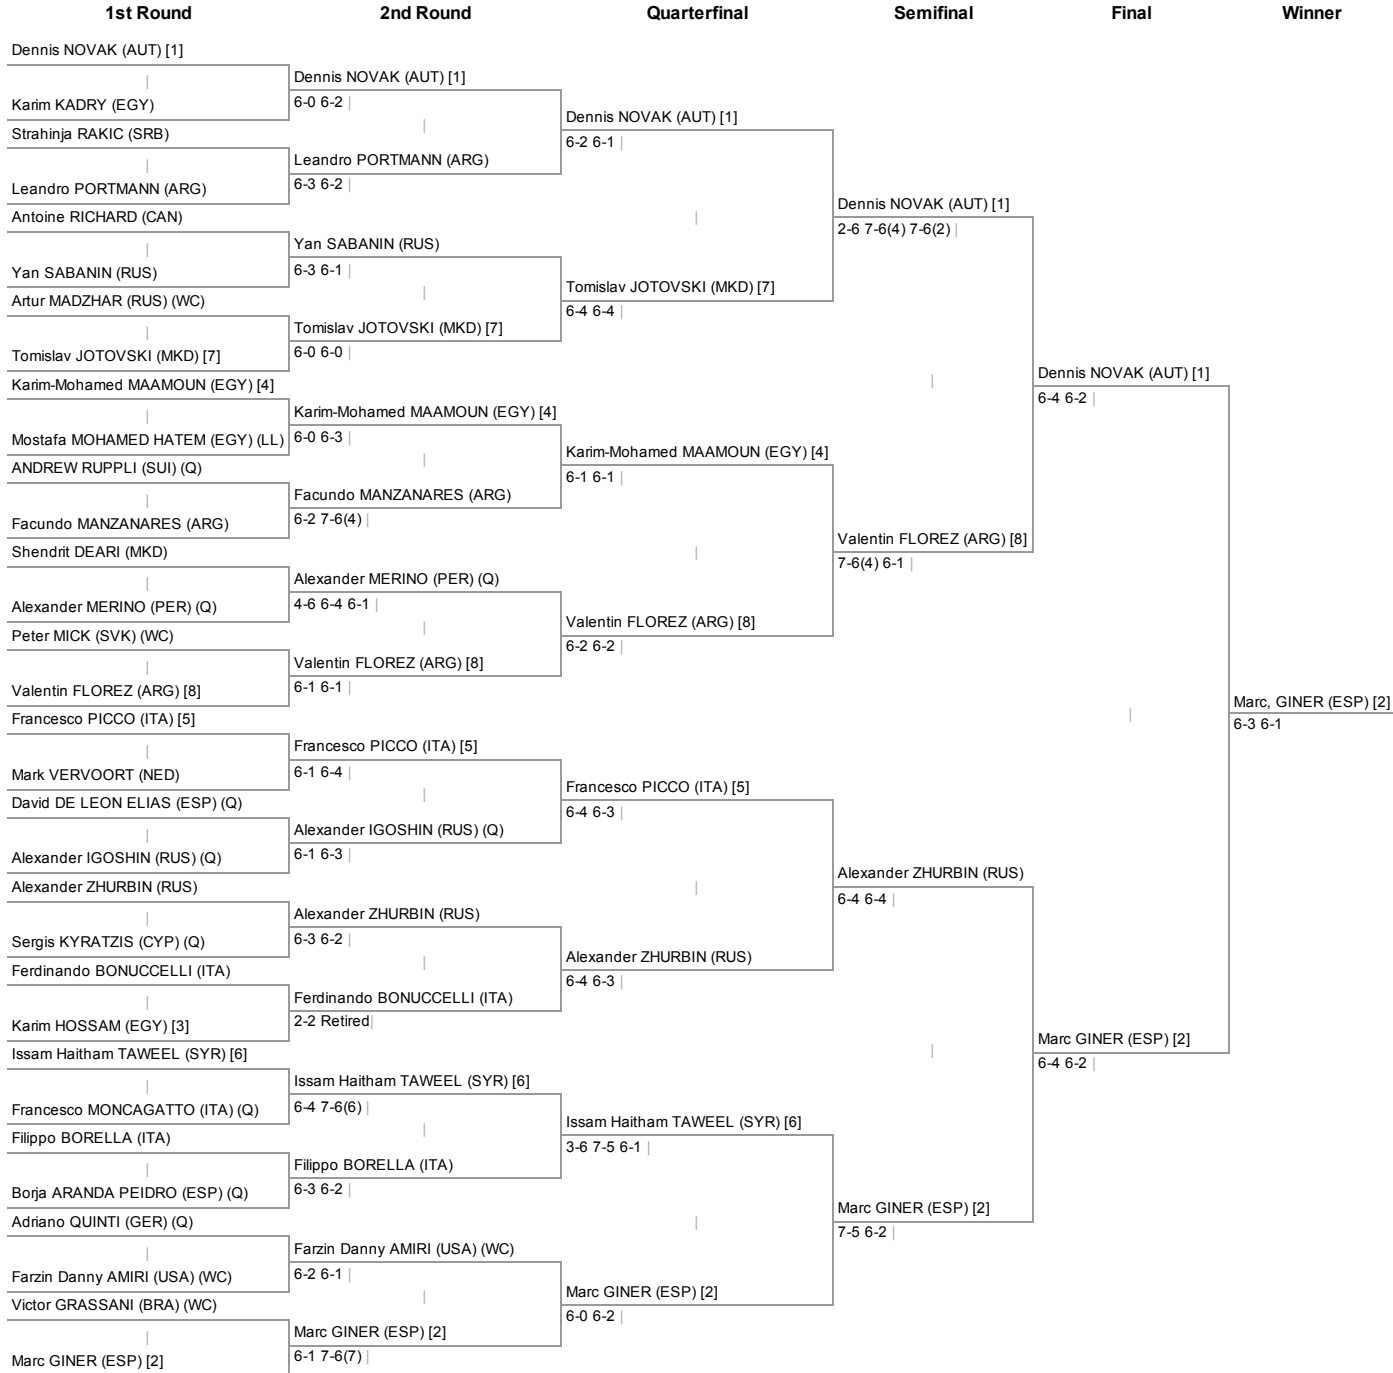 1st Round
2nd Round
Quarterfinal
Semifinal
Final
Winner
Dennis NOVAK (AUT) [1]
Karim KADRY (EGY)
Strahinja RAKIC (SRB)
Leandro PORTMANN (ARG)
Antoine RICHARD (CAN)
Yan SABANIN (RUS)
Artur MADZHAR (RUS) (WC)
Tomislav JOTOVSKI (MKD) [7]
Karim-Mohamed MAAMOUN (EGY) [4]
Mostafa MOHAMED HATEM (EGY) (LL)
ANDREW RUPPLI (SUI) (Q)
Facundo MANZANARES (ARG)
Shendrit DEARI (MKD)
Alexander MERINO (PER) (Q)
Peter MICK (SVK) (WC)
Valentin FLOREZ (ARG) [8]
Francesco PICCO (ITA) [5]
Mark VERVOORT (NED)
David DE LEON ELIAS (ESP) (Q)
Alexander IGOSHIN (RUS) (Q)
Alexander ZHURBIN (RUS)
Sergis KYRATZIS (CYP) (Q)
Ferdinando BONUCCELLI (ITA)
Karim HOSSAM (EGY) [3]
Issam Haitham TAWEEL (SYR) [6]
Francesco MONCAGATTO (ITA) (Q)
Filippo BORELLA (ITA)
Borja ARANDA PEIDRO (ESP) (Q)
Adriano QUINTI (GER) (Q)
Farzin Danny AMIRI (USA) (WC)
Victor GRASSANI (BRA) (WC)
Marc GINER (ESP) [2]
Dennis NOVAK (AUT) [1]
6-0 6-2
Leandro PORTMANN (ARG)
6-3 6-2
Yan SABANIN (RUS)
6-3 6-1
Tomislav JOTOVSKI (MKD) [7]
6-0 6-0
Karim-Mohamed MAAMOUN (EGY) [4]
6-0 6-3
Facundo MANZANARES (ARG)
6-2 7-6(4)
Alexander MERINO (PER) (Q)
4-6 6-4 6-1
Valentin FLOREZ (ARG) [8]
6-1 6-1
Francesco PICCO (ITA) [5]
6-1 6-4
Alexander IGOSHIN (RUS) (Q)
6-1 6-3
Alexander ZHURBIN (RUS)
6-3 6-2
Ferdinando BONUCCELLI (ITA)
2-2 Retired
Issam Haitham TAWEEL (SYR) [6]
6-4 7-6(6)
Filippo BORELLA (ITA)
6-3 6-2
Farzin Danny AMIRI (USA) (WC)
6-2 6-1
Marc GINER (ESP) [2]
6-1 7-6(7)
Dennis NOVAK (AUT) [1]
6-2 6-1
Tomislav JOTOVSKI (MKD) [7]
6-4 6-4
Karim-Mohamed MAAMOUN (EGY) [4]
6-1 6-1
Valentin FLOREZ (ARG) [8]
6-2 6-2
Francesco PICCO (ITA) [5]
6-4 6-3
Alexander ZHURBIN (RUS)
6-4 6-3
Issam Haitham TAWEEL (SYR) [6]
3-6 7-5 6-1
Marc GINER (ESP) [2]
6-0 6-2
Dennis NOVAK (AUT) [1]
2-6 7-6(4) 7-6(2)
Valentin FLOREZ (ARG) [8]
7-6(4) 6-1
Alexander ZHURBIN (RUS)
6-4 6-4
Marc GINER (ESP) [2]
7-5 6-2
Dennis NOVAK (AUT) [1]
6-4 6-2
Marc GINER (ESP) [2]
6-4 6-2
Marc, GINER (ESP) [2]
6-3 6-1